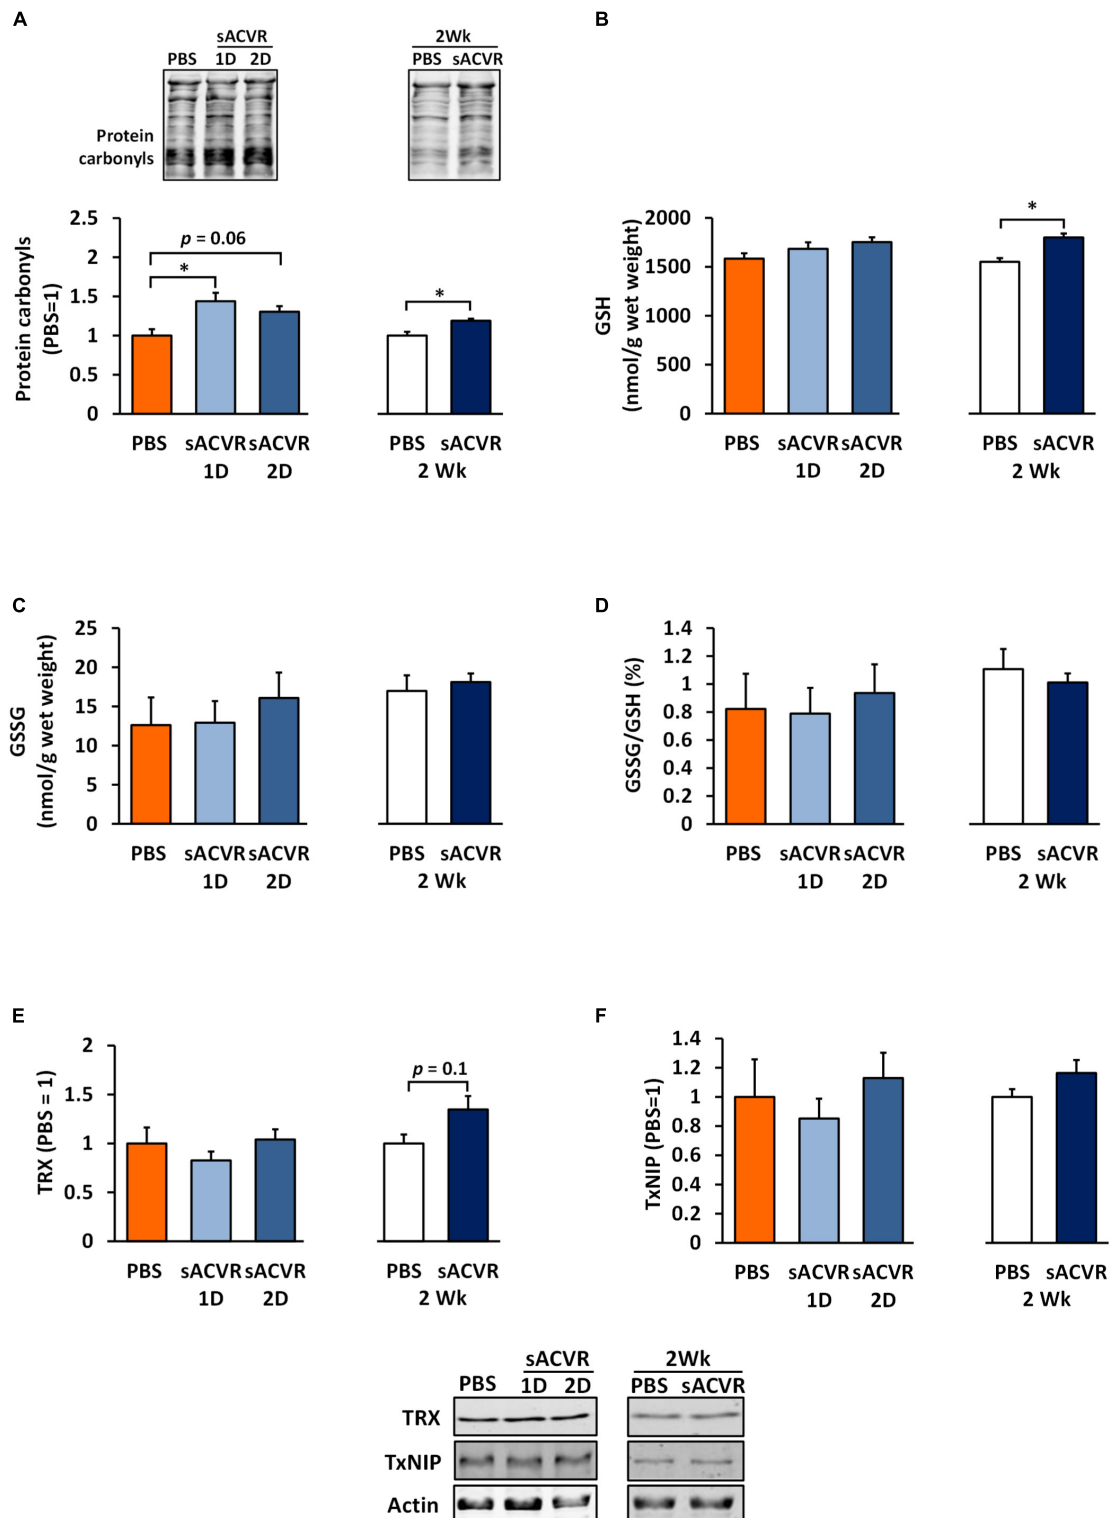 A
sACVR
PBS 1D 2D
2Wk
PBS sACVR
Protein
carbonyls
Protein carbonyls
(PBS=1)
2.5
2
1.5
1
0.5
0
p = 0.06
*
*
PBS sACVR sACVR
1D 2D
PBS sACVR
2 Wk
B
GSH
(nmol/g wet weight)
2000
1500
1000
500
0
*
PBS sACVR sACVR
1D 2D
PBS sACVR
2 Wk
C
GSSG
(nmol/g wet weight)
25
20
15
10
5
0
PBS sACVR sACVR
1D 2D
PBS sACVR
2 Wk
D
GSSG/GSH (%)
1.4
1.2
1
0.8
0.6
0.4
0.2
0
PBS sACVR sACVR
1D 2D
PBS sACVR
2 Wk
E
TRX (PBS = 1)
2
1.5
1
0.5
0
p = 0.1
PBS sACVR sACVR
1D 2D
PBS sACVR
2 Wk
F
TxNIP (PBS=1)
1.4
1.2
1
0.8
0.6
0.4
0.2
0
PBS sACVR sACVR
1D 2D
PBS sACVR
2 Wk
sACVR
PBS 1D 2D
2Wk
PBS sACVR
TRX
TxNIP
Actin